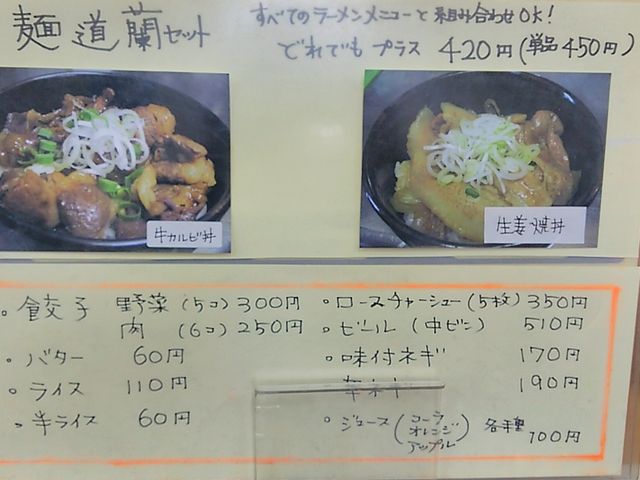 麺道蘭セット
すべてのラーメンメニューと組み合わせOK!
どれでもプラス420円(単品450円)
牛カルビ丼
生姜焼丼
。餃子 野菜(5コ)300円
肉(6コ)250円
・バター 60円
・ライス 110円
・半ライス 60円
・ロースチャーシュー(5枚)350円
・ビール(中ビン) 510円
・味付ネギ 170円
190円
・ジュース(コーラ オレンジ アップル)各種 100円